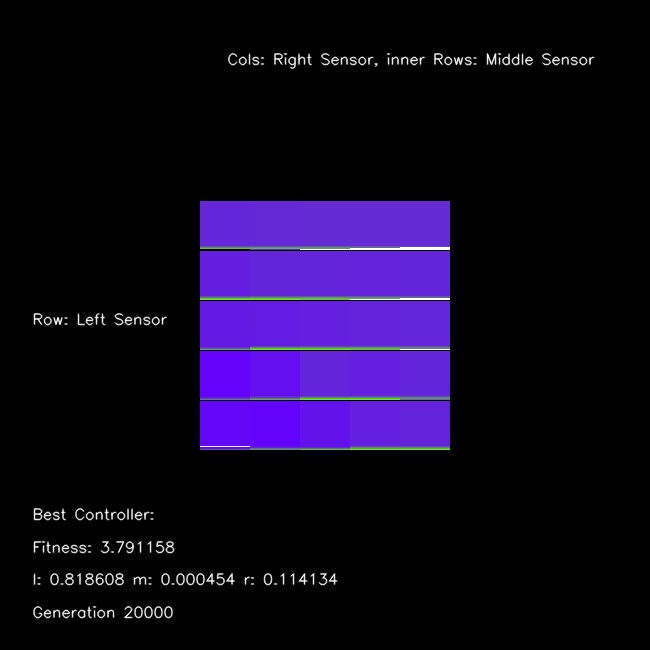 Cols: Right Sensor, inner Rows: Middle Sensor
Row: Left Sensor
Best Controller:
Fitness: 3.791158
l: 0.818608 m: 0.000454 r: 0.114134
Generation 20000